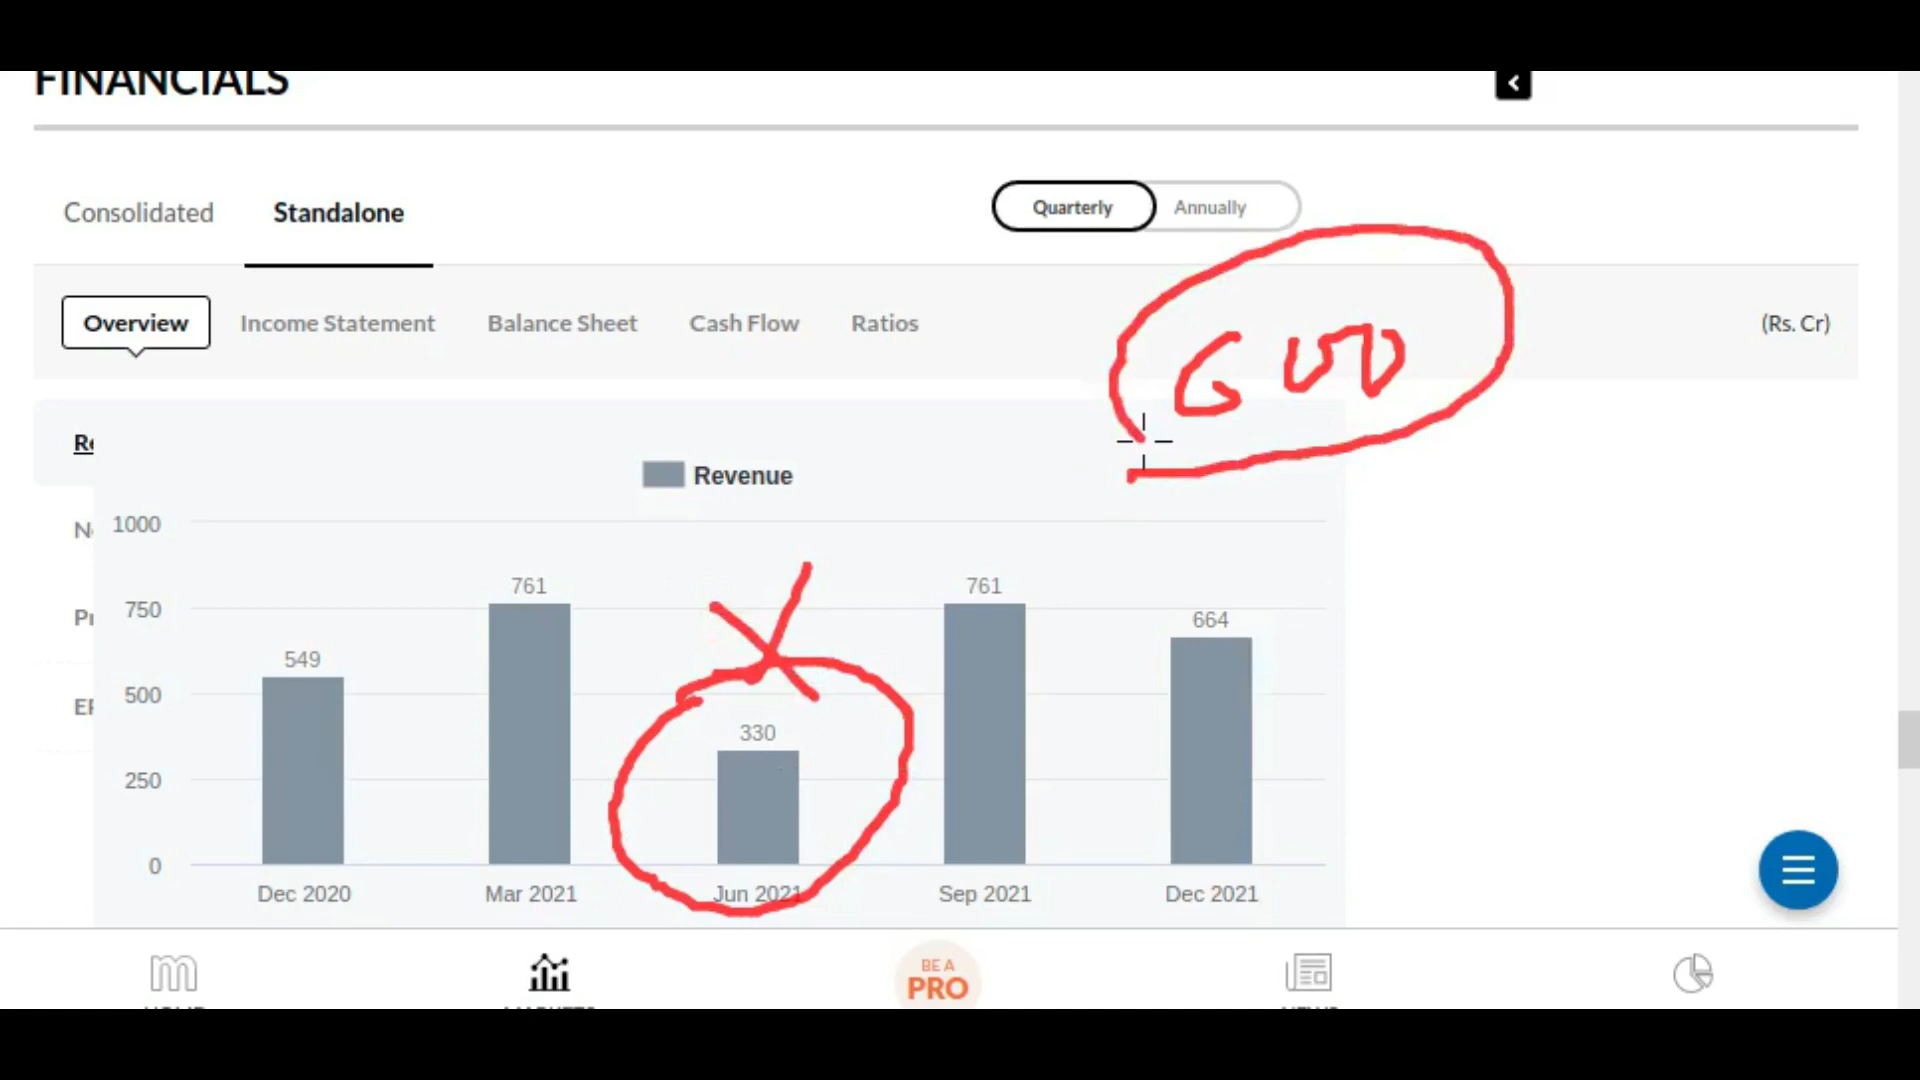 FINANCIALS
Consolidated Standalone
Quarterly Annually
Overview Income Statement Balance Sheet Cash Flow Ratios (Rs. Cr)
600
Revenue
1000
750
500
250
0
549 761 330 761 664
Dec 2020 Mar 2021 Jun 2021 Sep 2021 Dec 2021
BE A
PRO